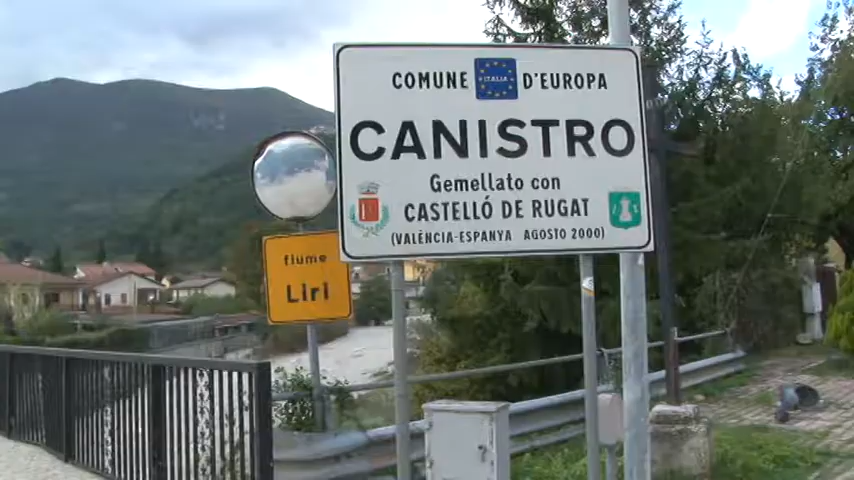 COMUNE ITALIA D'EUROPA
CANISTRO
Gemellato con
CASTELLÓ DE RUGAT
(VALÈNCIA-ESPANYA AGOSTO 2000)
fiume
Liri